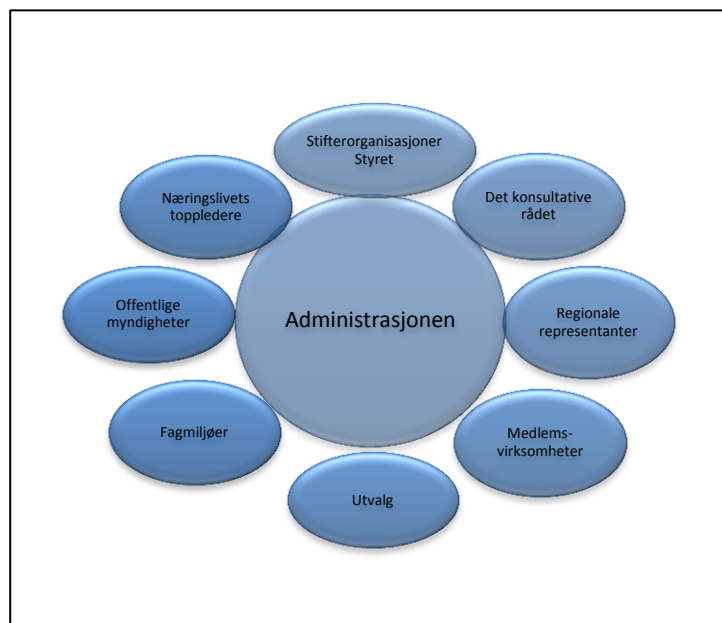 Stifterorganisasjoner
Styret
Næringslivets
toppledere
Det konsultative
rådet
Offentlige
myndigheter
Administrasjonen
Regionale
representanter
Fagmiljøer
Medlems-
virksomheter
Utvalg